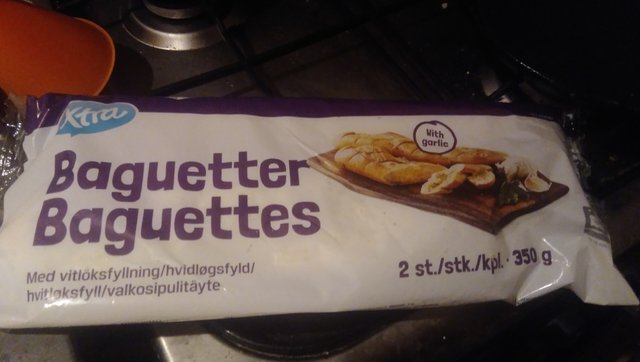 Xtra
With
garlic
Baguetter
Baguettes
Med vitlöksfyllning/hvidløgsfyld/
hvitløksfyll/valkosipulitäyte
2 st./stk./kpl. · 350 g